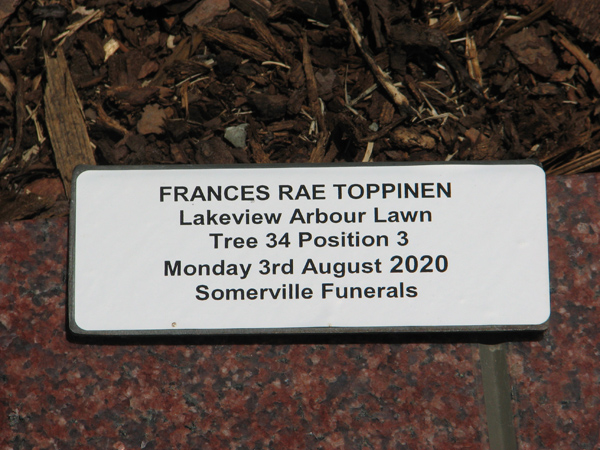 FRANCES RAE TOPPINEN
Lakeview Arbour Lawn
Tree 34 Position 3
Monday 3rd August 2020
Somerville Funerals